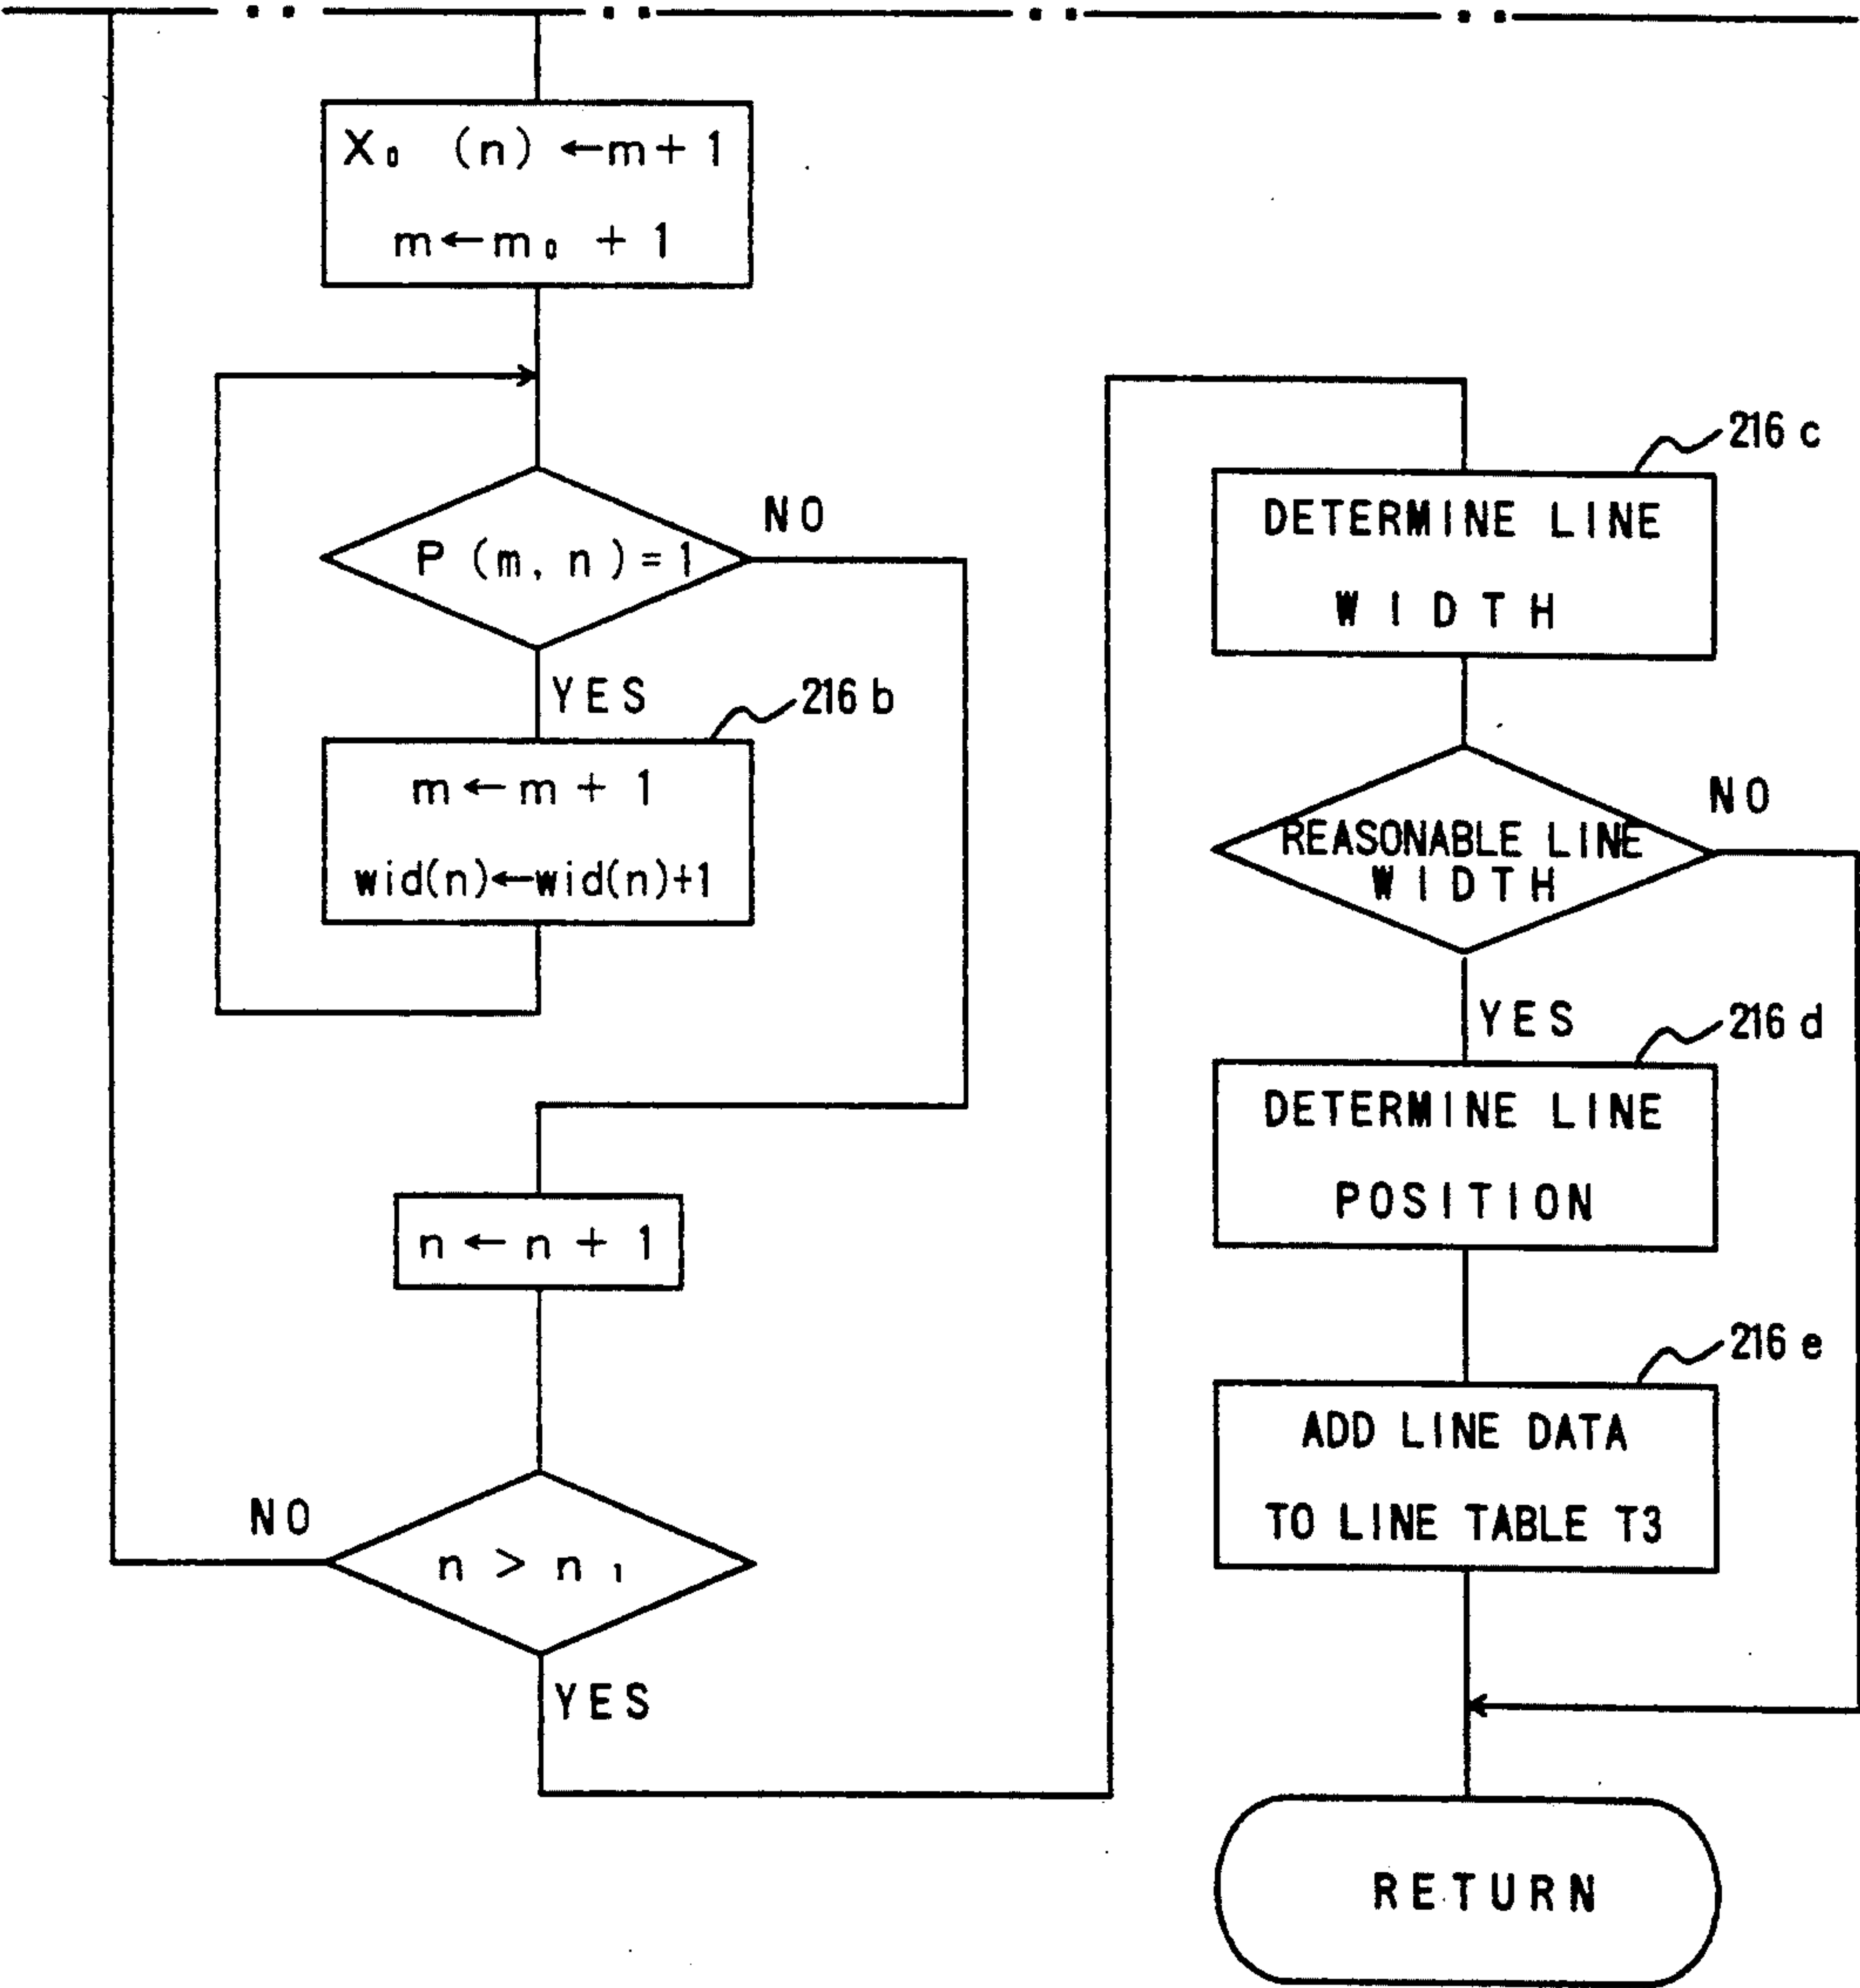 X₀ (n) ←m+1
m←m₀ + 1
P (m, n) = 1
NO
YES
216 b
m ← m + 1
wid(n)←wid(n)+1
n ← n + 1
n > n₁
NO
YES
216 c
DETERMINE LINE
WIDTH
REASONABLE LINE
WIDTH
NO
YES
216 d
DETERMINE LINE
POSITION
216 e
ADD LINE DATA
TO LINE TABLE T3
RETURN